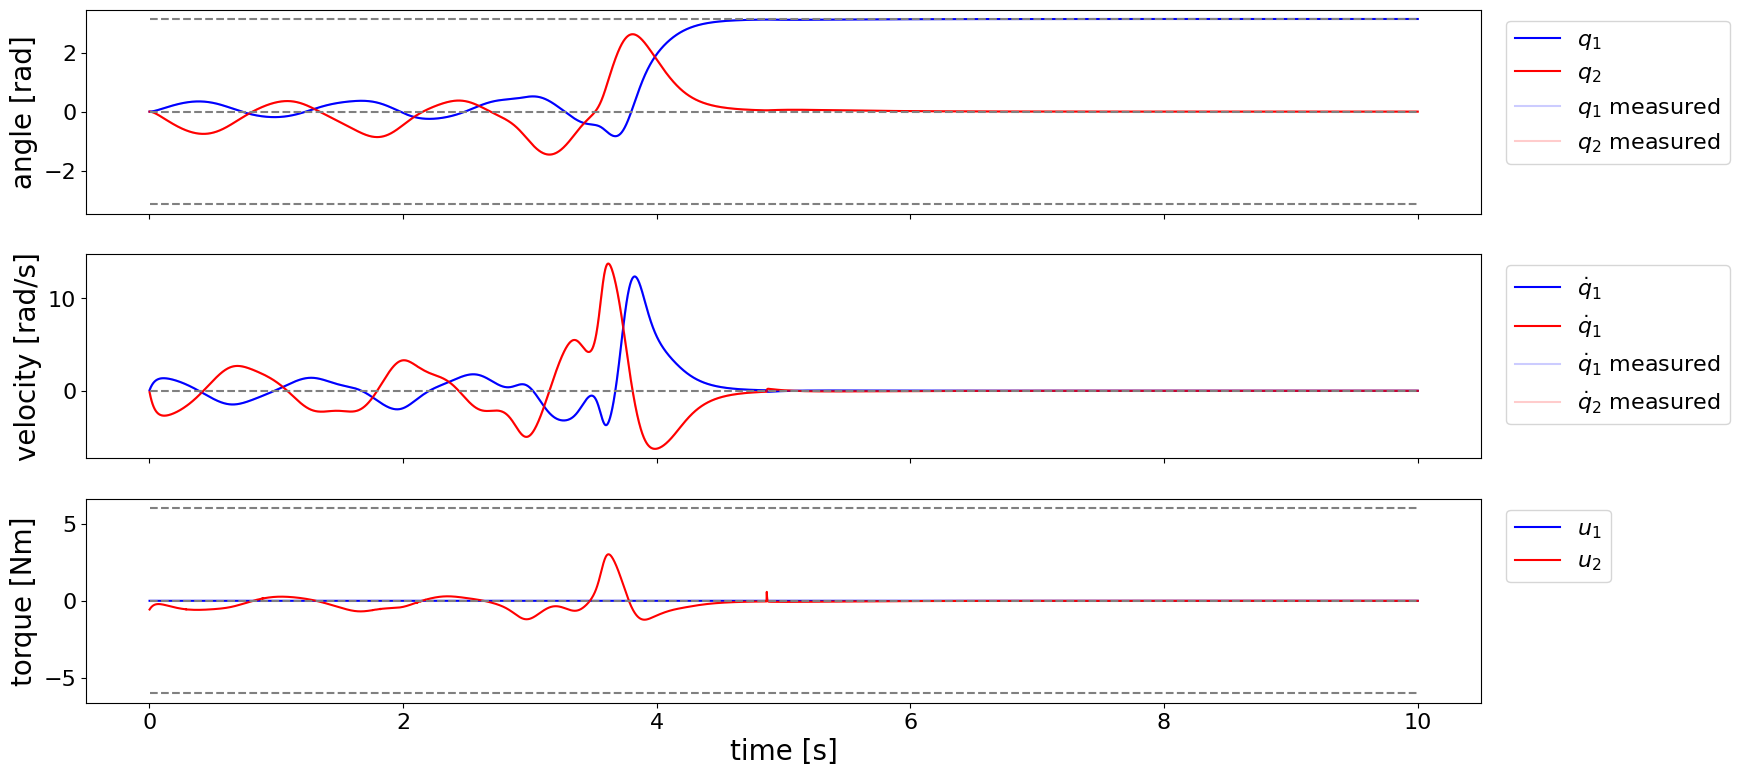 angle [rad]
2
0
−2
q₁
q₂
q₁ measured
q₂ measured
velocity [rad/s]
10
0
q̇₁
q̇₁
q̇₁ measured
q̇₂ measured
torque [Nm]
5
0
−5
u₁
u₂
0 2 4 6 8 10
time [s]